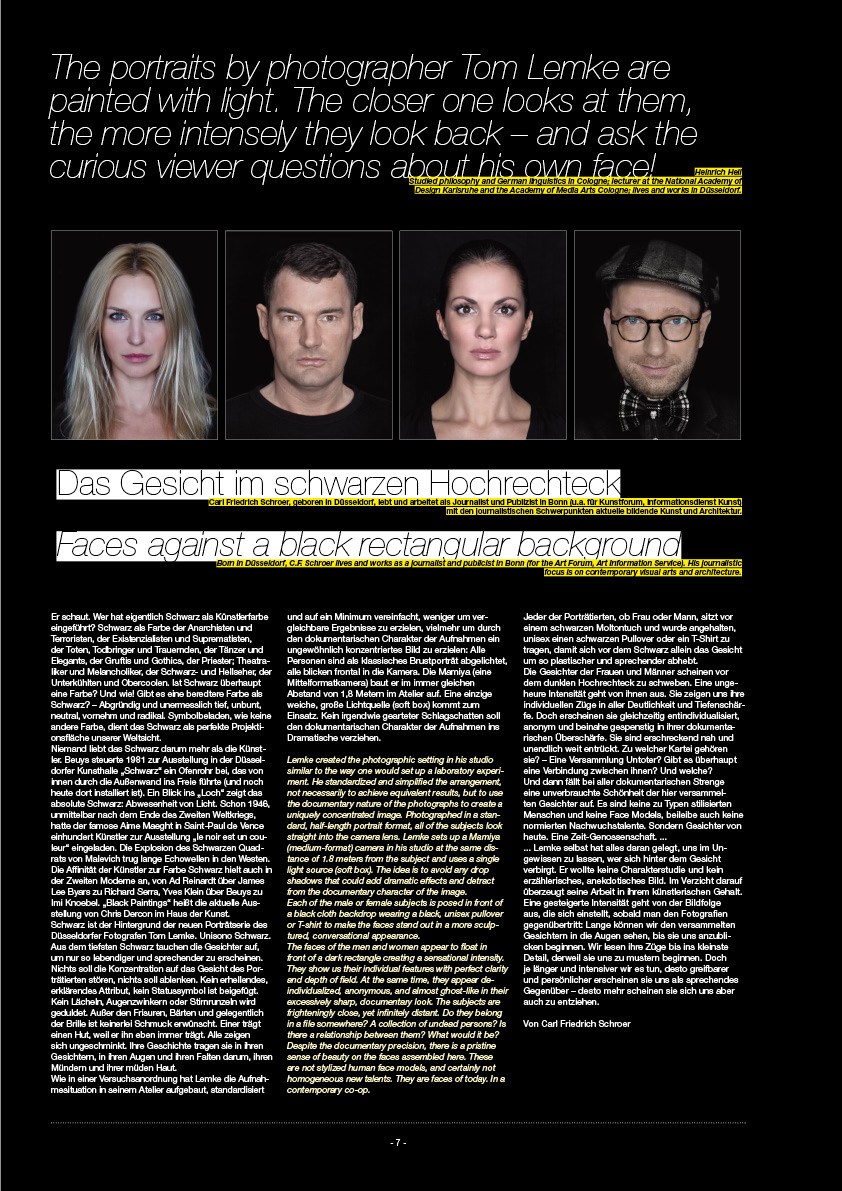 The portraits by photographer Tom Lemke are
painted with light. The closer one looks at them,
the more intensely they look back – and ask the
curious viewer questions about his own face!
Heinrich Heil
Studied philosophy and German linguistics in Cologne; lecturer at the National Academy of
Design Karlsruhe and the Academy of Media Arts Cologne; lives and works in Düsseldorf.
Das Gesicht im schwarzen Hochrechteck
Carl Friedrich Schroer, geboren in Düsseldorf, lebt und arbeitet als Journalist und Publizist in Bonn (u.a. für Kunstforum, Informationsdienst Kunst)
mit den journalistischen Schwerpunkten aktuelle bildende Kunst und Architektur.
Faces against a black rectangular background
Born in Düsseldorf, C.F. Schroer lives and works as a journalist and publicist in Bonn (for the Art Forum, Art Information Service). His journalistic
focus is on contemporary visual arts and architecture.
Er schaut. Wer hat eigentlich Schwarz als Künstlerfarbe
eingeführt? Schwarz als Farbe der Anarchisten und
Terroristen, der Existenzialisten und Suprematisten,
der Toten, Todbringer und Trauernden, der Tänzer und
Elegants, der Gruftis und Gothics, der Priester; Theatra-
liker und Melancholiker, der Schwarz- und Hellseher, der
Unterkühlten und Obercoolen. Ist Schwarz überhaupt
eine Farbe? Und wie! Gibt es eine beredtere Farbe als
Schwarz? – Abgründig und unermesslich tief, unbunt,
neutral, vornehm und radikal. Symbolbeladen, wie keine
andere Farbe, dient das Schwarz als perfekte Projekti-
onsfläche unserer Weltsicht.
Niemand liebt das Schwarz darum mehr als die Künst-
ler. Beuys steuerte 1981 zur Ausstellung in der Düssel-
dorfer Kunsthalle „Schwarz“ ein Ofenrohr bei, das von
innen durch die Außenwand ins Freie führte (und noch
heute dort installiert ist). Ein Blick ins „Loch“ zeigt das
absolute Schwarz: Abwesenheit von Licht. Schon 1946,
unmittelbar nach dem Ende des Zweiten Weltkriegs,
hatte der famose Aime Maeght in Saint-Paul de Vence
einhundert Künstler zur Ausstellung „le noir est un cou-
leur“ eingeladen. Die Explosion des Schwarzen Quad-
rats von Malevich trug lange Echowellen in den Westen.
Die Affinität der Künstler zur Farbe Schwarz hielt auch in
der Zweiten Moderne an, von Ad Reinardt über James
Lee Byars zu Richard Serra, Yves Klein über Beuys zu
Imi Knoebel. „Black Paintings“ heißt die aktuelle Aus-
stellung von Chris Dercon im Haus der Kunst.
Schwarz ist der Hintergrund der neuen Porträtserie des
Düsseldorfer Fotografen Tom Lemke. Unisono Schwarz.
Aus dem tiefsten Schwarz tauchen die Gesichter auf,
um nur so lebendiger und sprechender zu erscheinen.
Nichts soll die Konzentration auf das Gesicht des Por-
trätierten stören, nichts soll ablenken. Kein erhellendes,
erklärendes Attribut, kein Statussymbol ist beigefügt.
Kein Lächeln, Augenzwinkern oder Stirnrunzeln wird
geduldet. Außer den Frisuren, Bärten und gelegentlich
der Brille ist keinerlei Schmuck erwünscht. Einer trägt
einen Hut, weil er ihn eben immer trägt. Alle zeigen
sich ungeschminkt. Ihre Geschichte tragen sie in ihren
Gesichtern, in ihren Augen und ihren Falten darum, ihren
Mündern und ihrer müden Haut.
Wie in einer Versuchsanordnung hat Lemke die Aufnah-
mesituation in seinem Atelier aufgebaut, standardisiert
und auf ein Minimum vereinfacht, weniger um ver-
gleichbare Ergebnisse zu erzielen, vielmehr um durch
den dokumentarischen Charakter der Aufnahmen ein
ungewöhnlich konzentriertes Bild zu erzielen: Alle
Personen sind als klassisches Brustporträt abgelichtet,
alle blicken frontal in die Kamera. Die Mamiya (eine
Mittelformatkamera) baut er im immer gleichen
Abstand von 1,8 Metern im Atelier auf. Eine einzige
weiche, große Lichtquelle (soft box) kommt zum
Einsatz. Kein irgendwie gearteter Schlagschatten soll
den dokumentarischen Charakter der Aufnahmen ins
Dramatische verziehen.
Lemke created the photographic setting in his studio
similar to the way one would set up a laboratory experi-
ment. He standardized and simplified the arrangement,
not necessarily to achieve equivalent results, but to use
the documentary nature of the photographs to create a
uniquely concentrated image. Photographed in a stan-
dard, half-length portrait format, all of the subjects look
straight into the camera lens. Lemke sets up a Mamiya
(medium-format) camera in his studio at the same dis-
tance of 1.8 meters from the subject and uses a single
light source (soft box). The idea is to avoid any drop
shadows that could add dramatic effects and detract
from the documentary character of the image.
Each of the male or female subjects is posed in front of
a black cloth backdrop wearing a black, unisex pullover
or T-shirt to make the faces stand out in a more sculp-
tured, conversational appearance.
The faces of the men and women appear to float in
front of a dark rectangle creating a sensational intensity.
They show us their individual features with perfect clarity
and depth of field. At the same time, they appear de-
individualized, anonymous, and almost ghost-like in their
excessively sharp, documentary look. The subjects are
frighteningly close, yet infinitely distant. Do they belong
in a file somewhere? A collection of undead persons? Is
there a relationship between them? What would it be?
Despite the documentary precision, there is a pristine
sense of beauty on the faces assembled here. These
are not stylized human face models, and certainly not
homogeneous new talents. They are faces of today. In a
contemporary co-op.
Jeder der Porträtierten, ob Frau oder Mann, sitzt vor
einem schwarzen Moltontuch und wurde angehalten,
unisex einen schwarzen Pullover oder ein T-Shirt zu
tragen, damit sich vor dem Schwarz allein das Gesicht
um so plastischer und sprechender abhebt.
Die Gesichter der Frauen und Männer scheinen vor
dem dunklen Hochrechteck zu schweben. Eine unge-
heure Intensität geht von ihnen aus. Sie zeigen uns ihre
individuellen Züge in aller Deutlichkeit und Tiefenschär-
fe. Doch erscheinen sie gleichzeitig entindividualisiert,
anonym und beinahe gespenstig in ihrer dokumenta-
rischen Überschärfe. Sie sind erschreckend nah und
unendlich weit entrückt. Zu welcher Kartei gehören
sie? – Eine Versammlung Untoter? Gibt es überhaupt
eine Verbindung zwischen ihnen? Und welche?
Und dann fällt bei aller dokumentarischen Strenge
eine unverbrauchte Schönheit der hier versammel-
ten Gesichter auf. Es sind keine zu Typen stilisierten
Menschen und keine Face Models, beileibe auch keine
normierten Nachwuchstalente. Sondern Gesichter von
heute. Eine Zeit-Genossenschaft. ...
... Lemke selbst hat alles daran gelegt, uns im Un-
gewissen zu lassen, wer sich hinter dem Gesicht
verbirgt. Er wollte keine Charakterstudie und kein
erzählerisches, anekdotisches Bild. Im Verzicht darauf
überzeugt seine Arbeit in ihrem künstlerischen Gehalt.
Eine gesteigerte Intensität geht von der Bildfolge
aus, die sich einstellt, sobald man den Fotografien
gegenübertritt: Lange können wir den versammelten
Gesichtern in die Augen sehen, bis sie uns anzubli-
cken beginnen. Wir lesen ihre Züge bis ins kleinste
Detail, derweil sie uns zu mustern beginnen. Doch
je länger und intensiver wir es tun, desto greifbarer
und persönlicher erscheinen sie uns als sprechendes
Gegenüber – desto mehr scheinen sie sich uns aber
auch zu entziehen.
Von Carl Friedrich Schroer
- 7 -